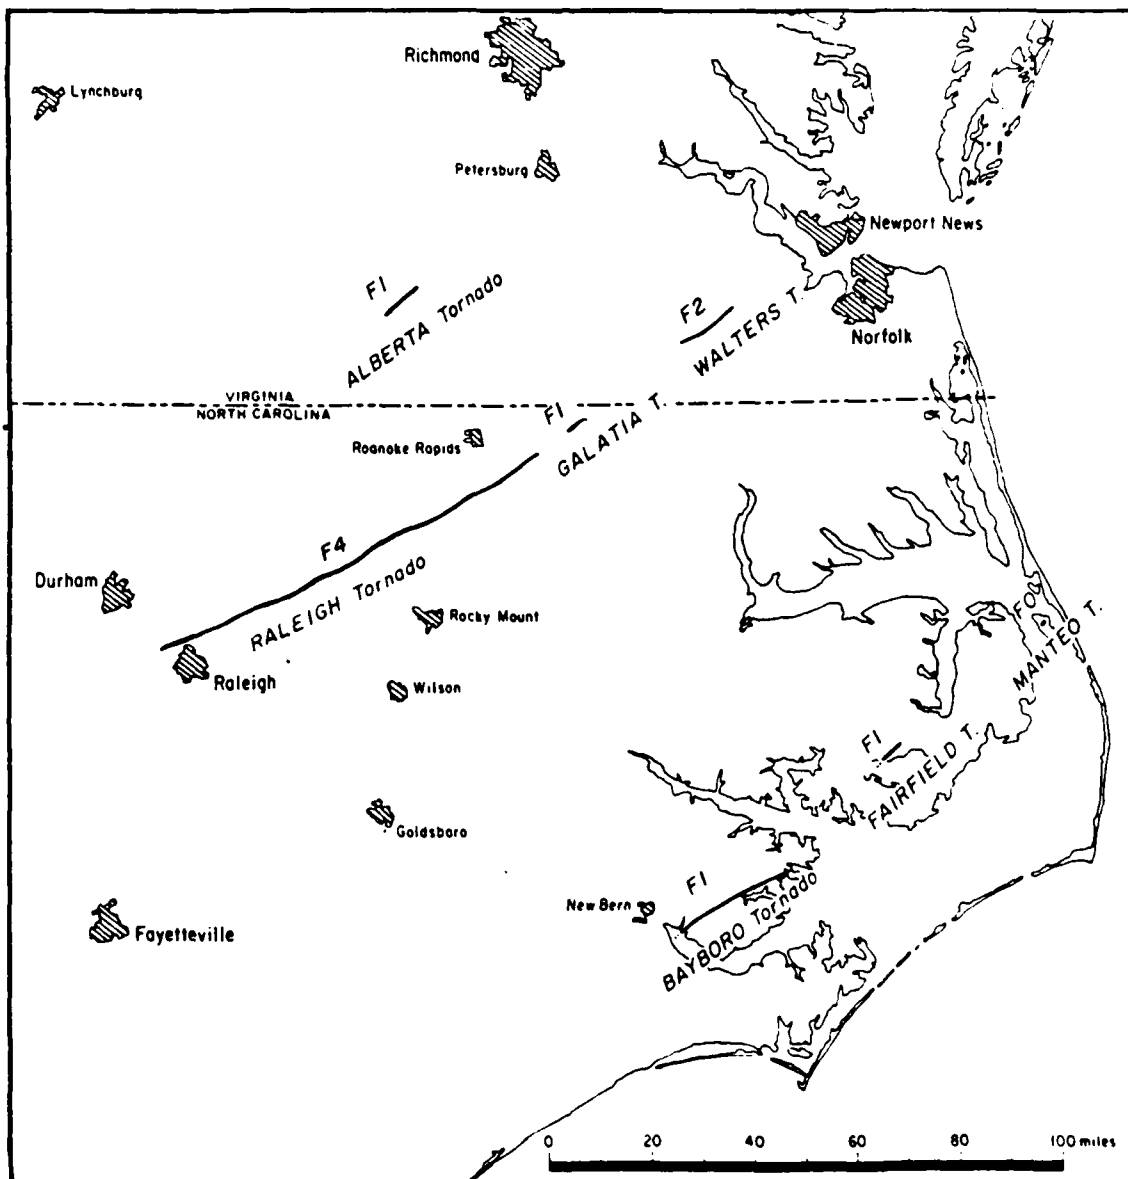 Richmond
Lynchburg
Petersburg
Newport News
F1
ALBERTA Tornado
F2
WALTERS T.
Norfolk
VIRGINIA
NORTH CAROLINA
F1
GALATIA T.
Roanoke Rapids
F4
RALEIGH Tornado
Durham
Rocky Mount
FO
MANTEO T.
Raleigh
Wilson
F1
FAIRFIELD T.
Goldsboro
F1
BAYBORO Tornado
New Bern
Fayetteville
0 20 40 60 80 100 miles